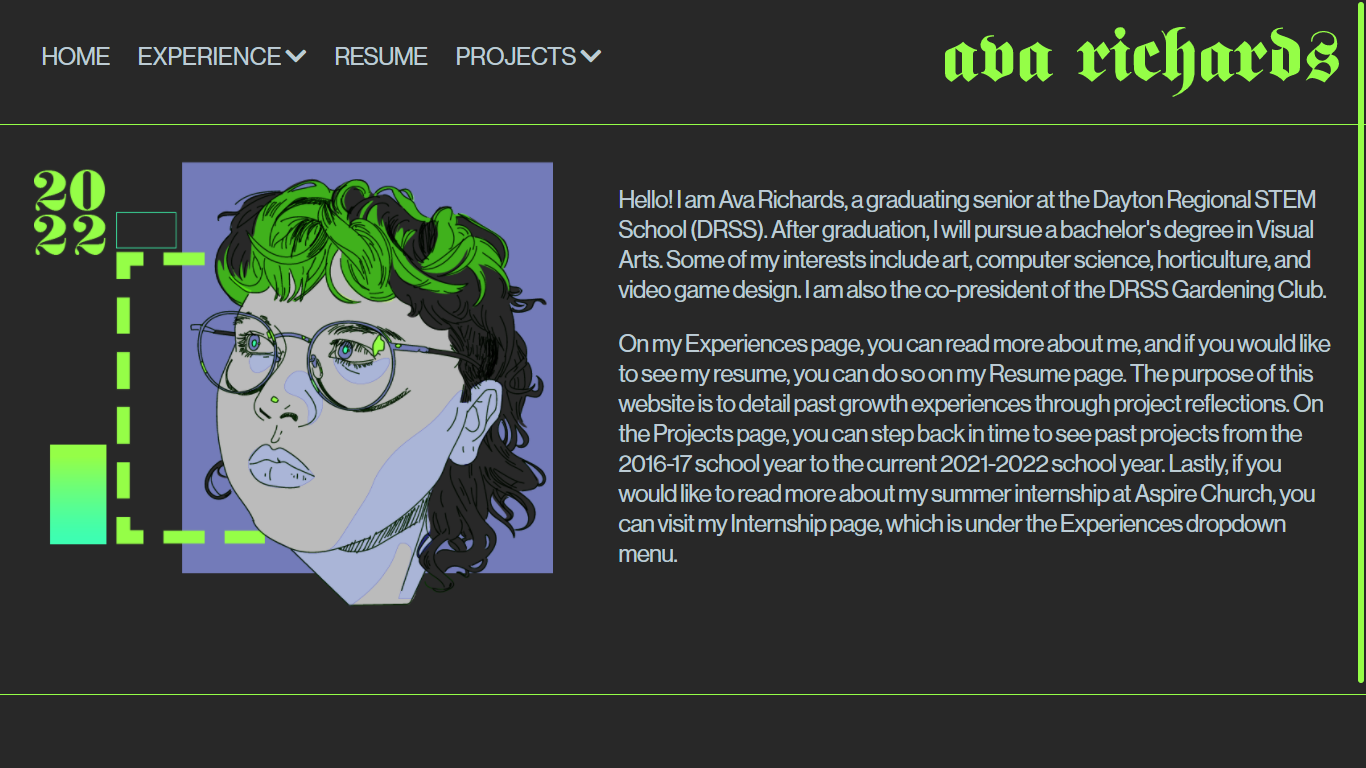 HOME EXPERIENCE RESUME PROJECTS
ava richards
20
22
Hello! I am Ava Richards, a graduating senior at the Dayton Regional STEM
School (DRSS). After graduation, I will pursue a bachelor's degree in Visual
Arts. Some of my interests include art, computer science, horticulture, and
video game design. I am also the co-president of the DRSS Gardening Club.
On my Experiences page, you can read more about me, and if you would like
to see my resume, you can do so on my Resume page. The purpose of this
website is to detail past growth experiences through project reflections. On
the Projects page, you can step back in time to see past projects from the
2016-17 school year to the current 2021-2022 school year. Lastly, if you
would like to read more about my summer internship at Aspire Church, you
can visit my Internship page, which is under the Experiences dropdown
menu.